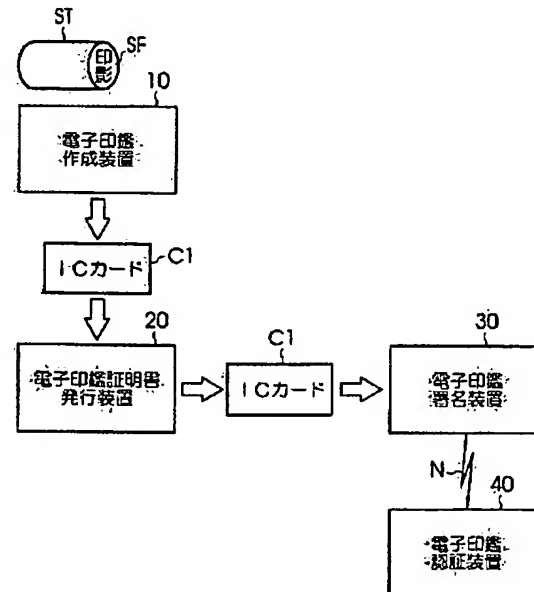 ST
SF
印
影
10
電子印鑑
作成装置
ICカード
C1
20
電子印鑑証明書
発行装置
C1
ICカード
30
電子印鑑
署名装置
N
40
電子印鑑
認証装置